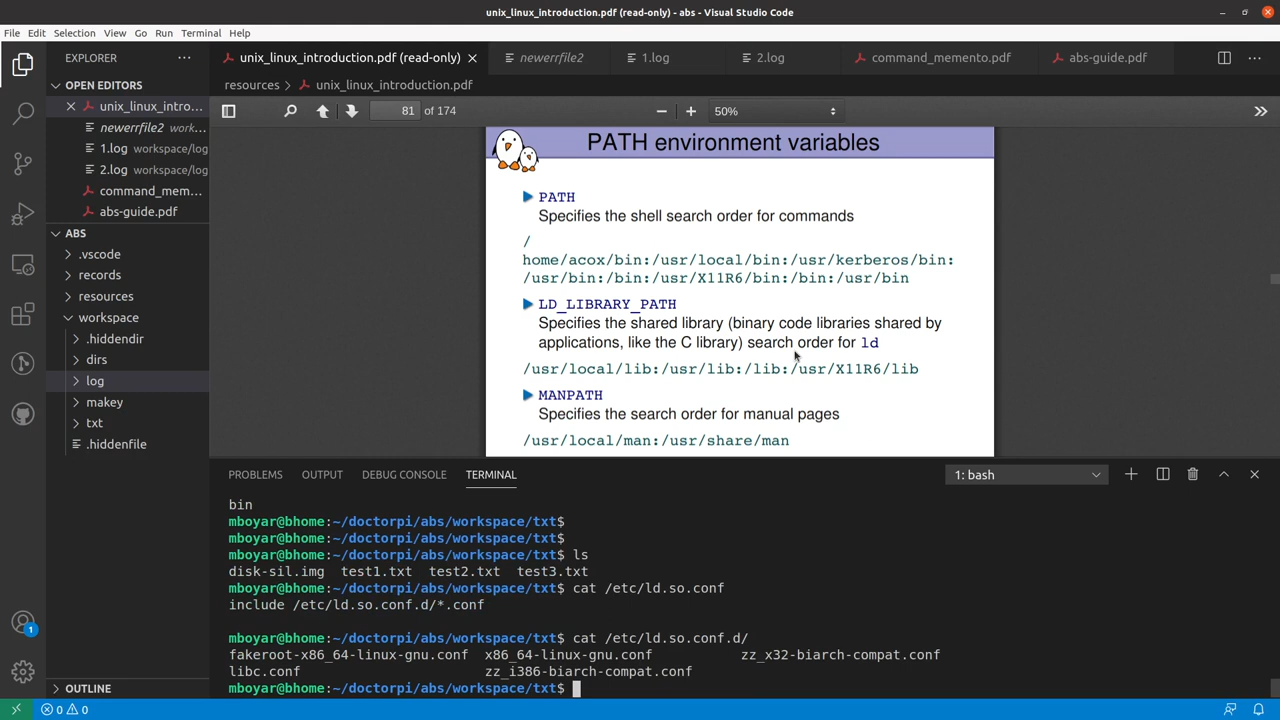 unix_linux_introduction.pdf (read-only) - abs - Visual Studio Code
File Edit Selection View Go Run Terminal Help
EXPLORER
unix_linux_introduction.pdf (read-only) newerrfile2 1.log 2.log command_memento.pdf abs-guide.pdf
OPEN EDITORS
resources unix_linux_introduction.pdf
unix_linux_intro...
newerrfile2 work...
1.log workspace/log
2.log workspace/log
command_mem...
abs-guide.pdf
ABS
.vscode
records
resources
workspace
.hiddendir
dirs
log
makey
txt
.hiddenfile
OUTLINE
81 of 174
50%
PATH environment variables
PATH
Specifies the shell search order for commands
/
home/acox/bin:/usr/local/bin:/usr/kerberos/bin:
/usr/bin:/bin:/usr/X11R6/bin:/bin:/usr/bin
LD_LIBRARY_PATH
Specifies the shared library (binary code libraries shared by
applications, like the C library) search order for ld
/usr/local/lib:/usr/lib:/lib:/usr/X11R6/lib
MANPATH
Specifies the search order for manual pages
/usr/local/man:/usr/share/man
PROBLEMS OUTPUT DEBUG CONSOLE TERMINAL
1: bash
bin
mboyar@bhome:~/doctorpi/abs/workspace/txt$
mboyar@bhome:~/doctorpi/abs/workspace/txt$
mboyar@bhome:~/doctorpi/abs/workspace/txt$ ls
disk-sil.img test1.txt test2.txt test3.txt
mboyar@bhome:~/doctorpi/abs/workspace/txt$ cat /etc/ld.so.conf
include /etc/ld.so.conf.d/*.conf
mboyar@bhome:~/doctorpi/abs/workspace/txt$ cat /etc/ld.so.conf.d/
fakeroot-x86_64-linux-gnu.conf x86_64-linux-gnu.conf zz_x32-biarch-compat.conf
libc.conf zz_i386-biarch-compat.conf
mboyar@bhome:~/doctorpi/abs/workspace/txt$
1
0 0